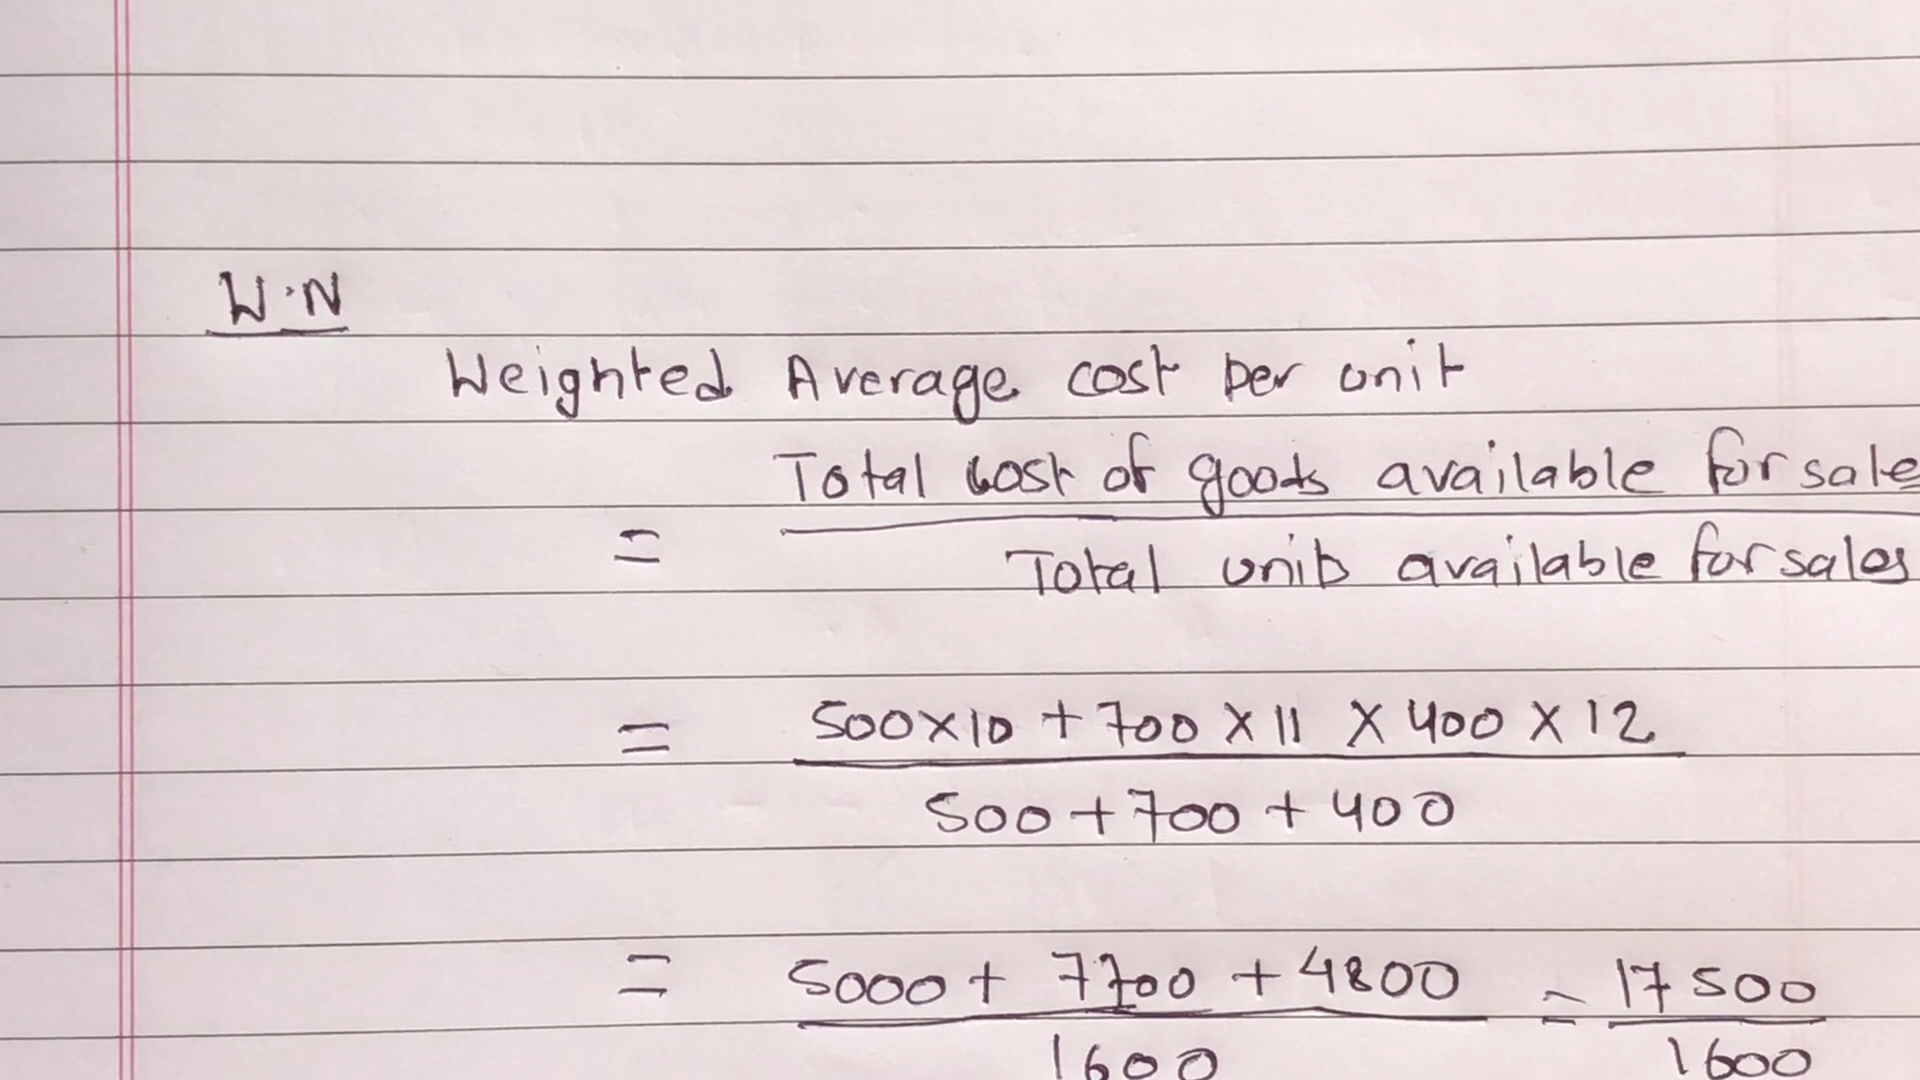 W.N
Weighted Average cost per unit
= Total cost of goods available for sale
Total units available for sales
= 500×10 + 700 × 11 × 400 × 12
500 + 700 + 400
= 5000 + 7700 + 4800 = 17500
1600 1600